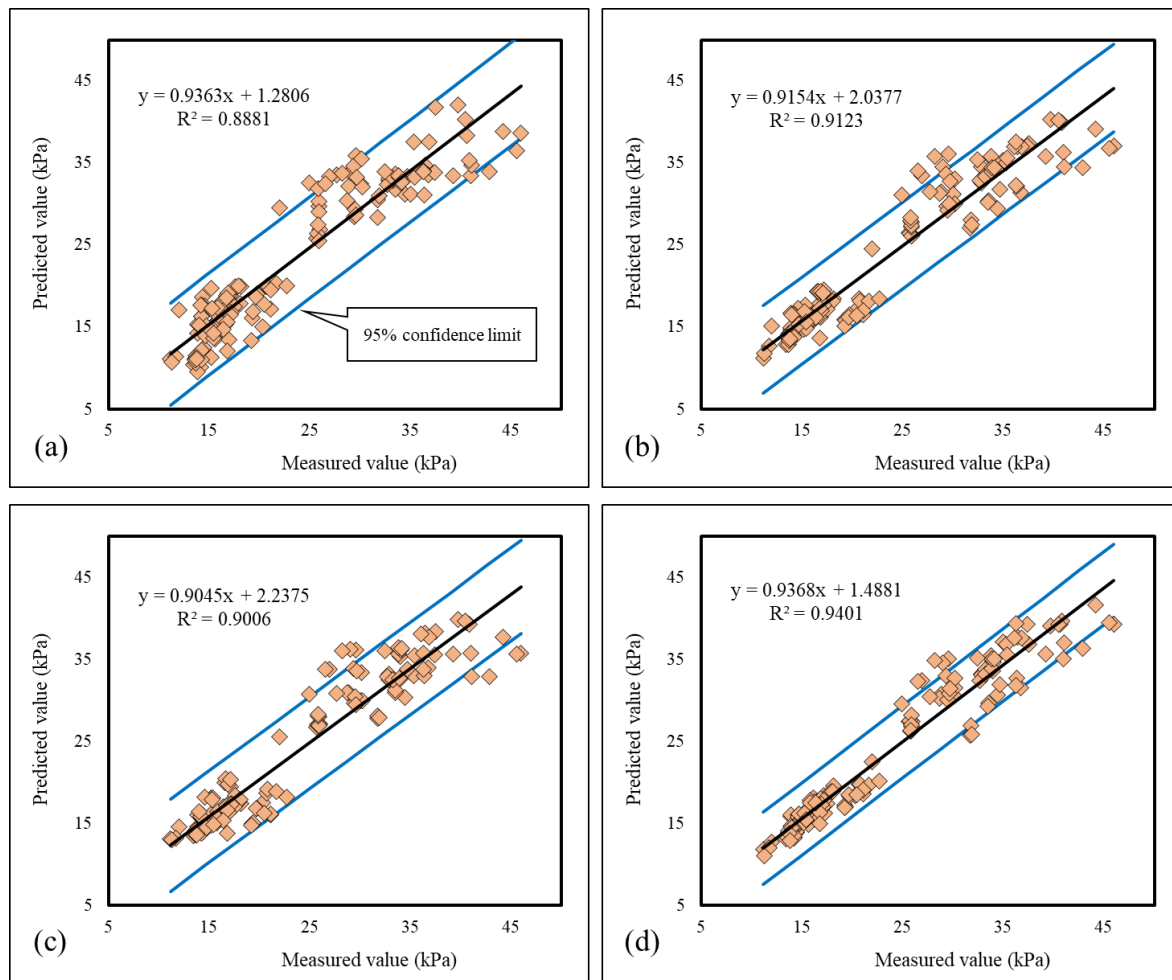 45
35
25
15
5
Predicted value (kPa)
y = 0.9363x + 1.2806
R² = 0.8881
95% confidence limit
5
15
25
35
45
Measured value (kPa)
(a)
45
35
25
15
5
Predicted value (kPa)
y = 0.9154x + 2.0377
R² = 0.9123
5
15
25
35
45
Measured value (kPa)
(b)
45
35
25
15
5
Predicted value (kPa)
y = 0.9045x + 2.2375
R² = 0.9006
5
15
25
35
45
Measured value (kPa)
(c)
45
35
25
15
5
Predicted value (kPa)
y = 0.9368x + 1.4881
R² = 0.9401
5
15
25
35
45
Measured value (kPa)
(d)